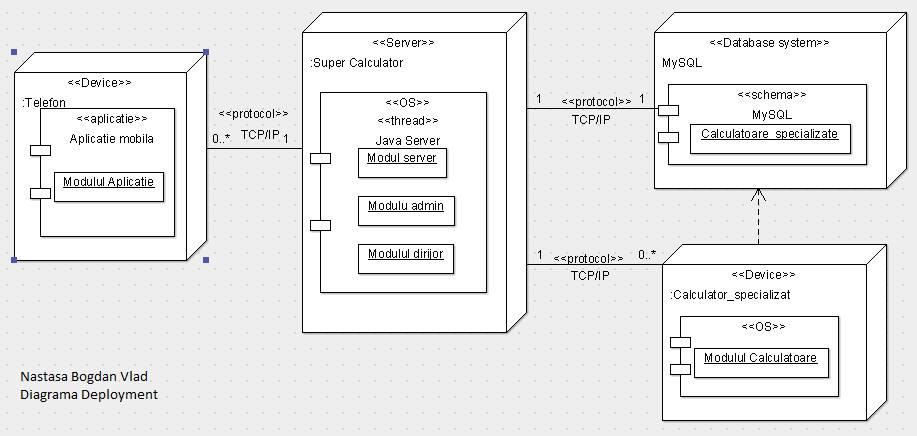 <<Device>>
:Telefon
<<aplicatie>>
Aplicatie mobila
Modulul Aplicatie
<<protocol>>
0..* TCP/IP 1
<<Server>>
:Super Calculator
<<OS>>
<<thread>>
Java Server
Modul server
Modulu admin
Modulul dirijor
1 <<protocol>> 1
TCP/IP
<<Database system>>
MySQL
<<schema>>
MySQL
Calculatoare_specializate
1 <<protocol>> 0..*
TCP/IP
<<Device>>
:Calculator_specializat
<<OS>>
Modulul Calculatoare
Nastasa Bogdan Vlad
Diagrama Deployment